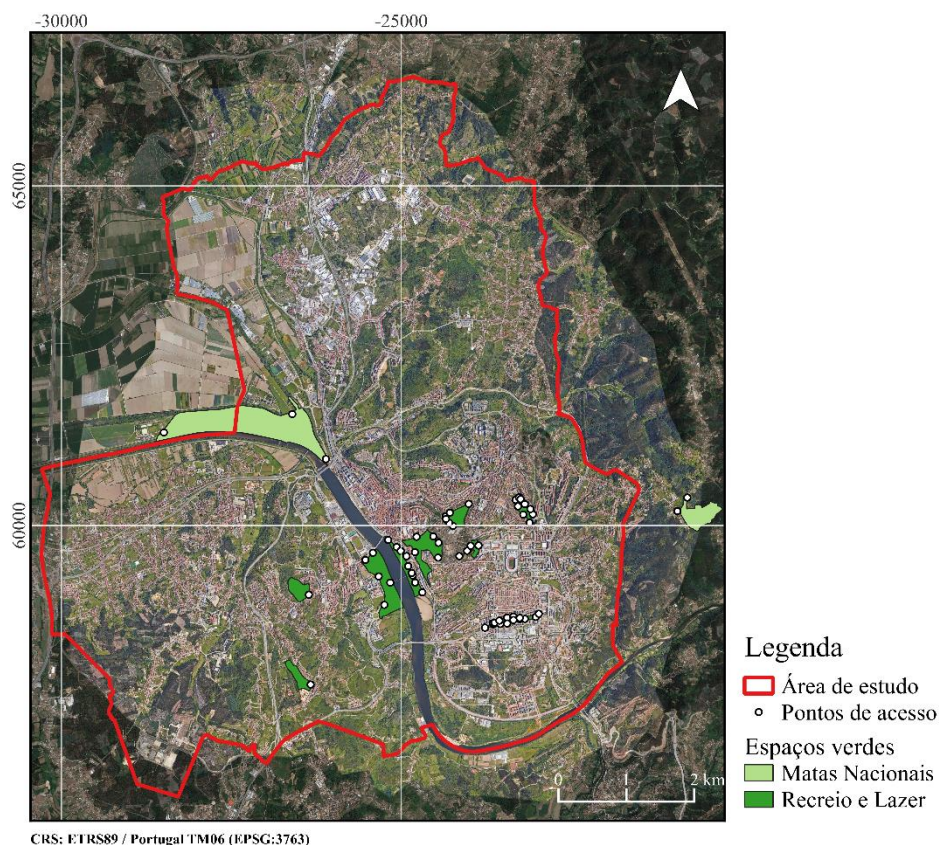 -30000
-25000
65000
60000
Legenda
Área de estudo
Pontos de acesso
Espaços verdes
Matas Nacionais
Recreio e Lazer
0 1 2 km
CRS: ETRS89 / Portugal TM06 (EPSG:3763)